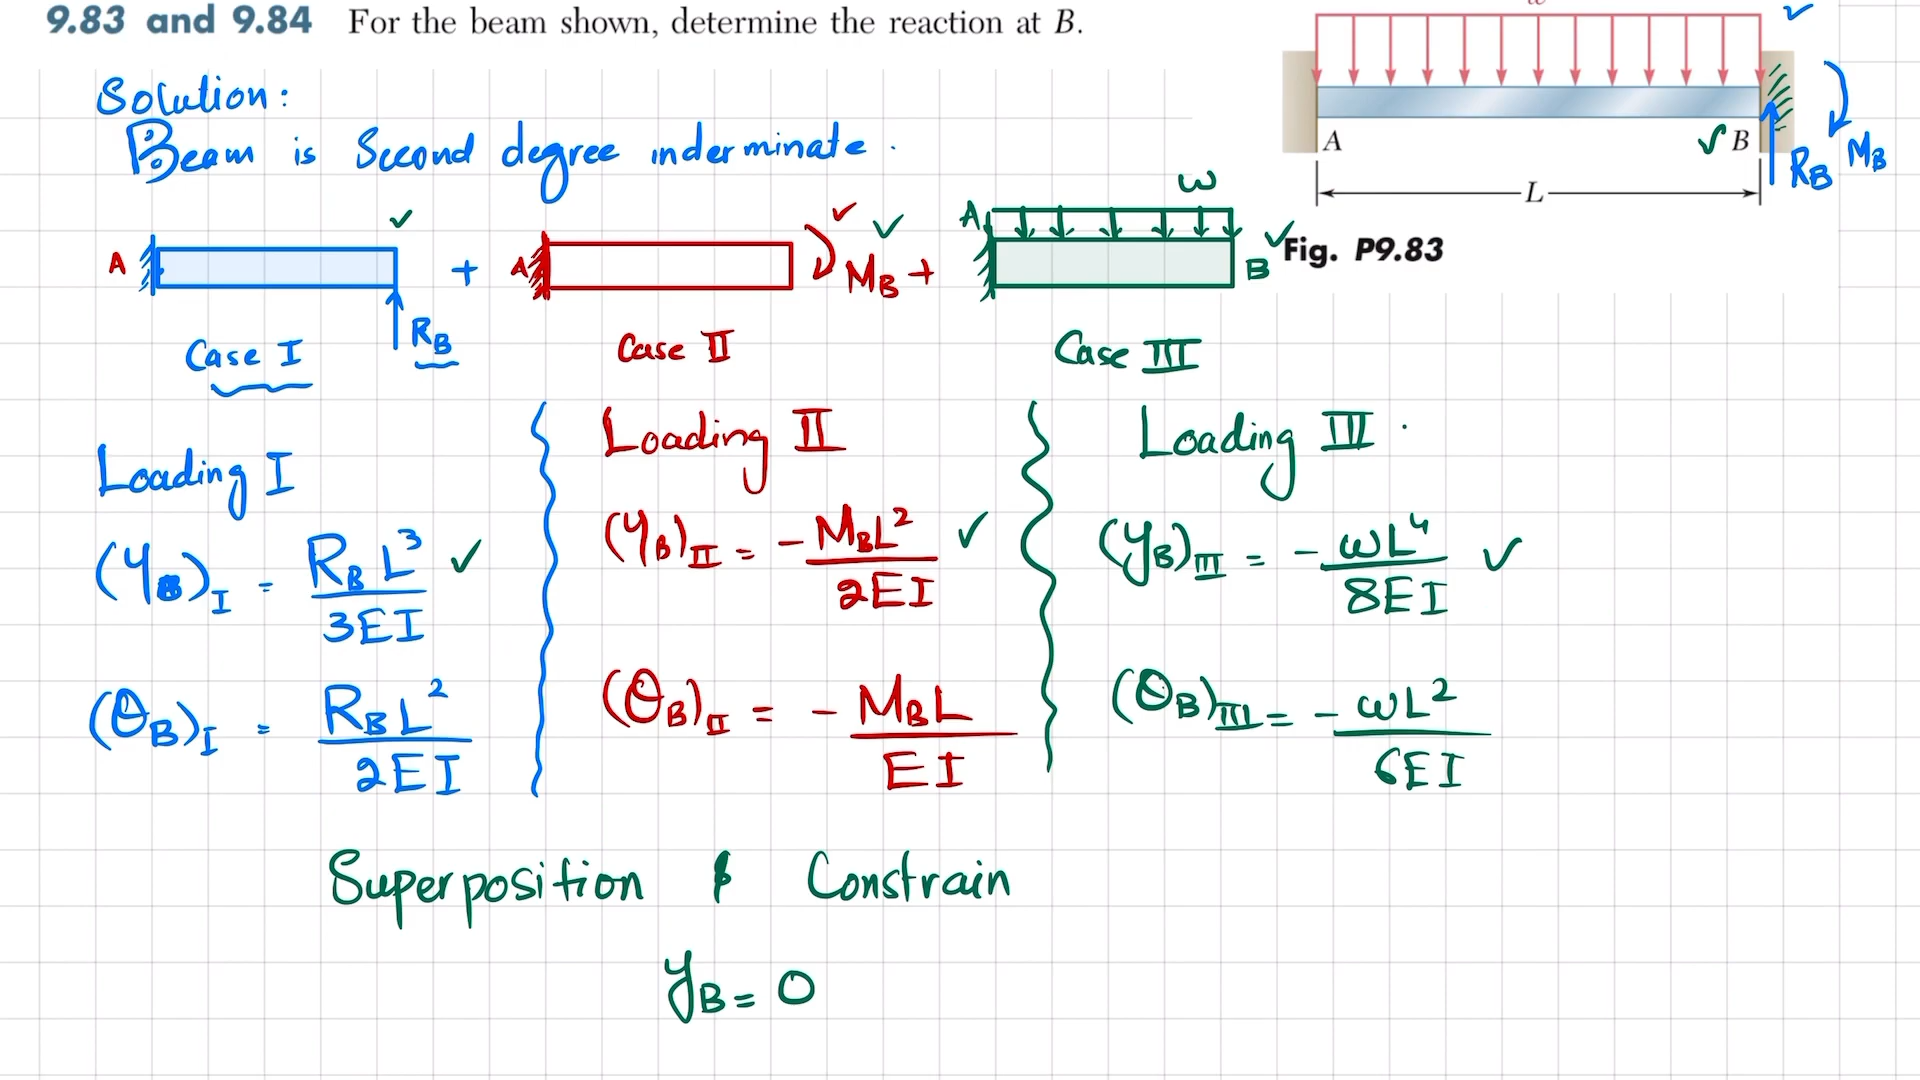 9.83 and 9.84 For the beam shown, determine the reaction at B.
Solution:
Beam is Second degree inderminate.
A B
L
R_B M_B
Fig. P9.83
A + A M_B + A ω B
R_B
Case I Case II Case III
Loading I
(y_B)_I = R_B L^3 / 3EI
(θ_B)_I = R_B L^2 / 2EI
Loading II
(y_B)_II = - M_B L^2 / 2EI
(θ_B)_II = - M_B L / EI
Loading III
(y_B)_III = - ωL^4 / 8EI
(θ_B)_III = - ωL^2 / 6EI
Superposition & Constrain
y_B = 0